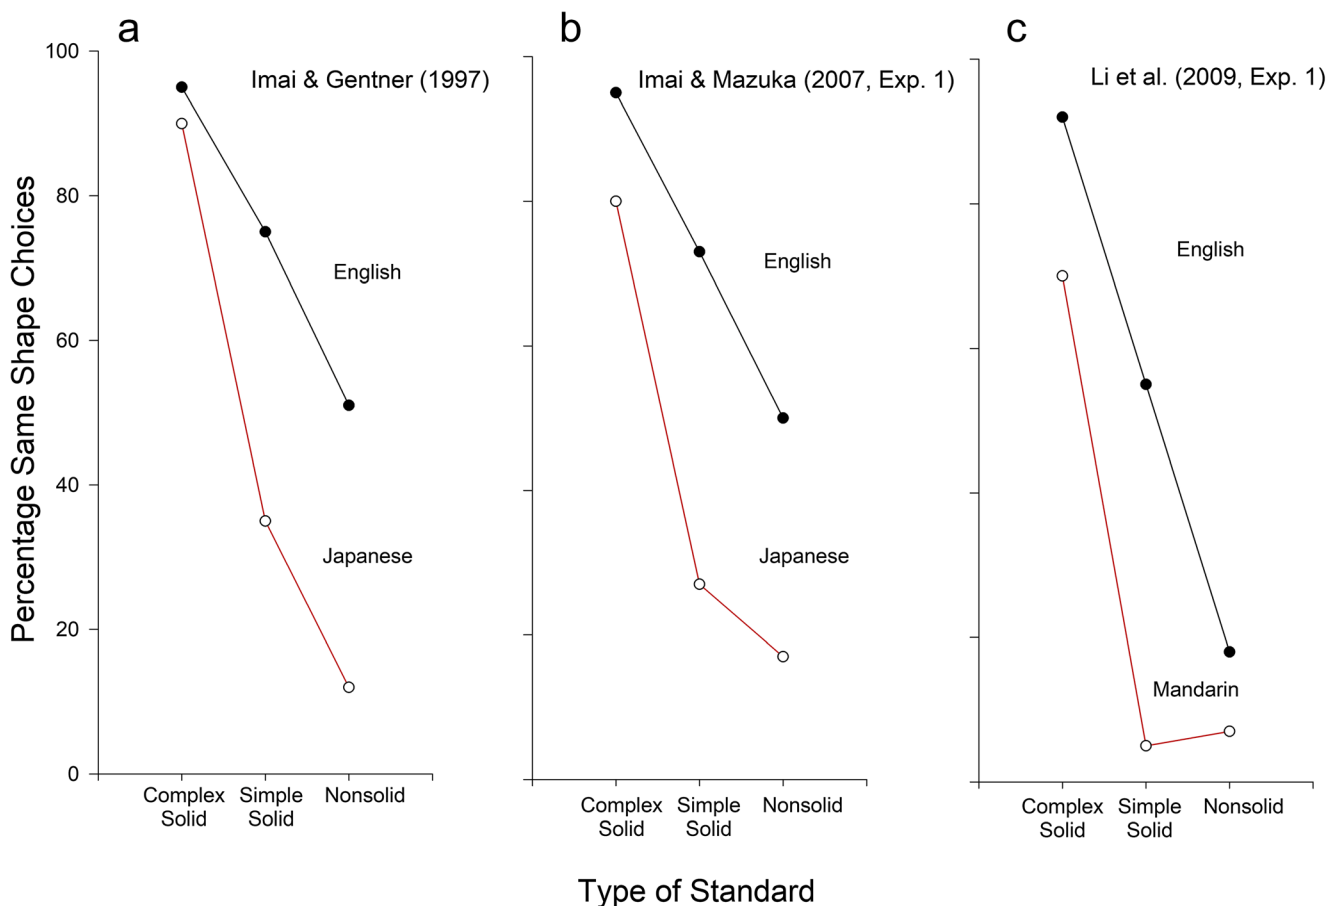 a
b
c
Imai & Gentner (1997)
Imai & Mazuka (2007, Exp. 1)
Li et al. (2009, Exp. 1)
Percentage Same Shape Choices
100
80
60
40
20
0
English
Japanese
English
Japanese
English
Mandarin
Complex
Solid
Simple
Solid
Nonsolid
Complex
Solid
Simple
Solid
Nonsolid
Complex
Solid
Simple
Solid
Nonsolid
Type of Standard